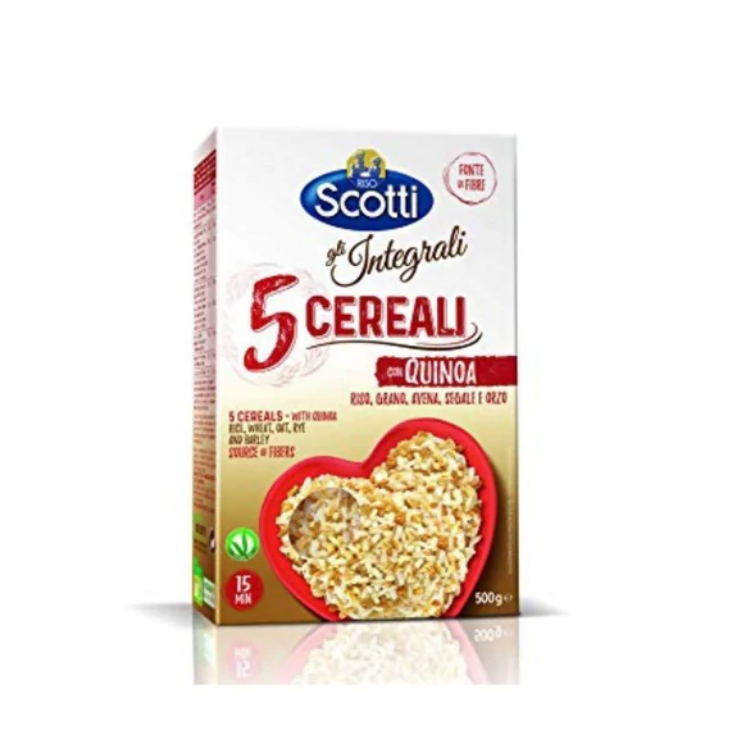 RISO
Scotti
FONTE
DI FIBRE
gli Integrali
5 CEREALI
CON QUINOA
RISO, GRANO, AVENA, SEGALE E ORZO
5 CEREALS - WITH QUINOA
RICE, WHEAT, OAT, RYE
AND BARLEY
SOURCE OF FIBERS
15
MIN
500g e